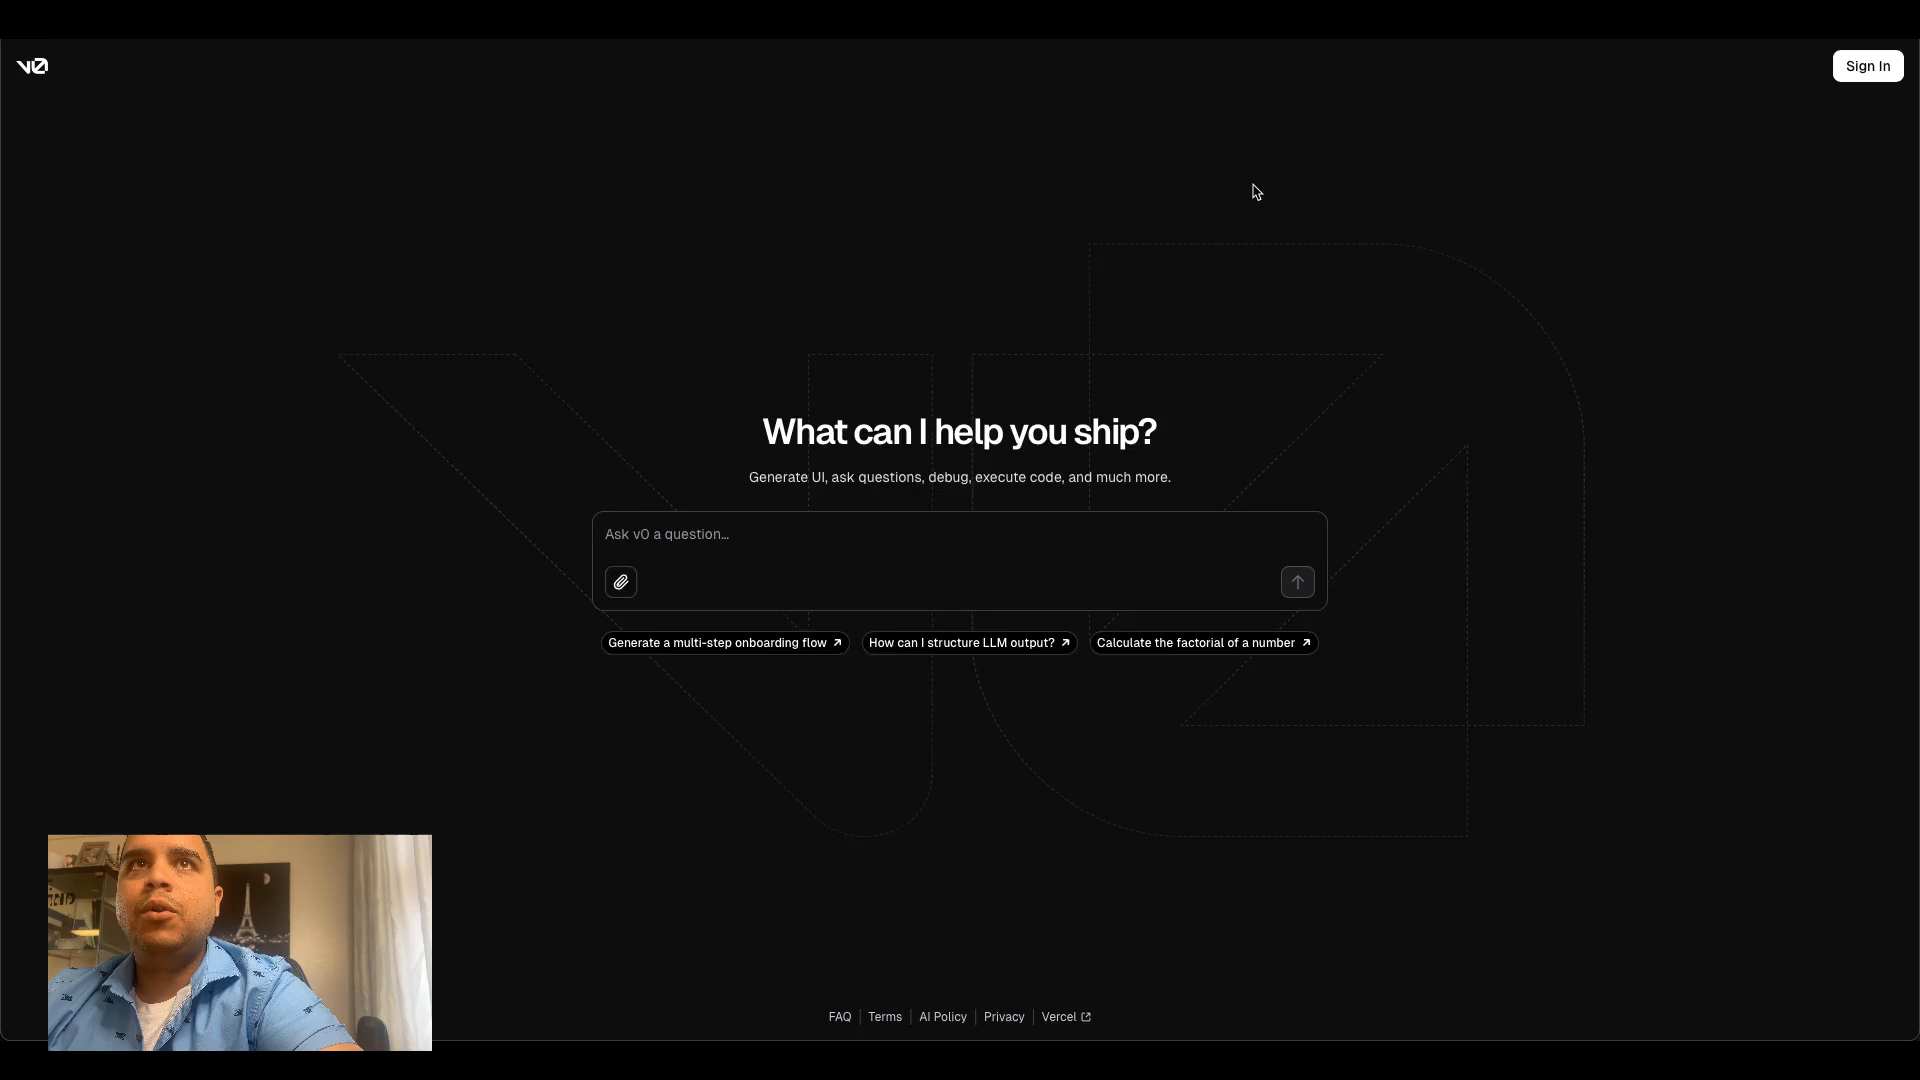 v0
Sign In
What can I help you ship?
Generate UI, ask questions, debug, execute code, and much more.
Ask v0 a question...
Generate a multi-step onboarding flow
How can I structure LLM output?
Calculate the factorial of a number
FAQ
Terms
AI Policy
Privacy
Vercel